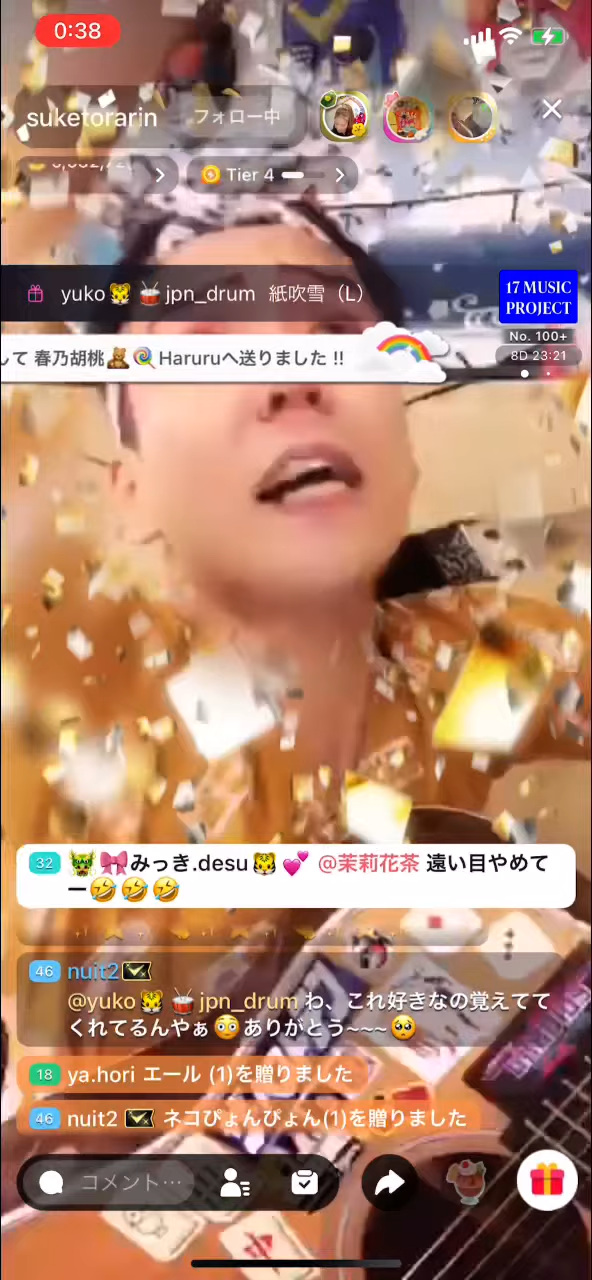 0:38
suketorarin フォロー中
Tier 4
yuko🐯🥁jpn_drum 紙吹雪（L）
17 MUSIC
PROJECT
No. 100+
して 春乃胡桃🧸🍭Haruruへ送りました !!
8D 23:21
32 🐲🎀みっき.desu🐯💕 @茉莉花茶 遠い目やめて
ー🤣🤣🤣
46 nuit2
@yuko🐯🥁jpn_drum わ、これ好きなの覚えてて
くれてるんやぁ😳ありがとう~~~🥺
18 ya.hori エール (1)を贈りました
46 nuit2 ネコぴょんぴょん(1)を贈りました
コメント…